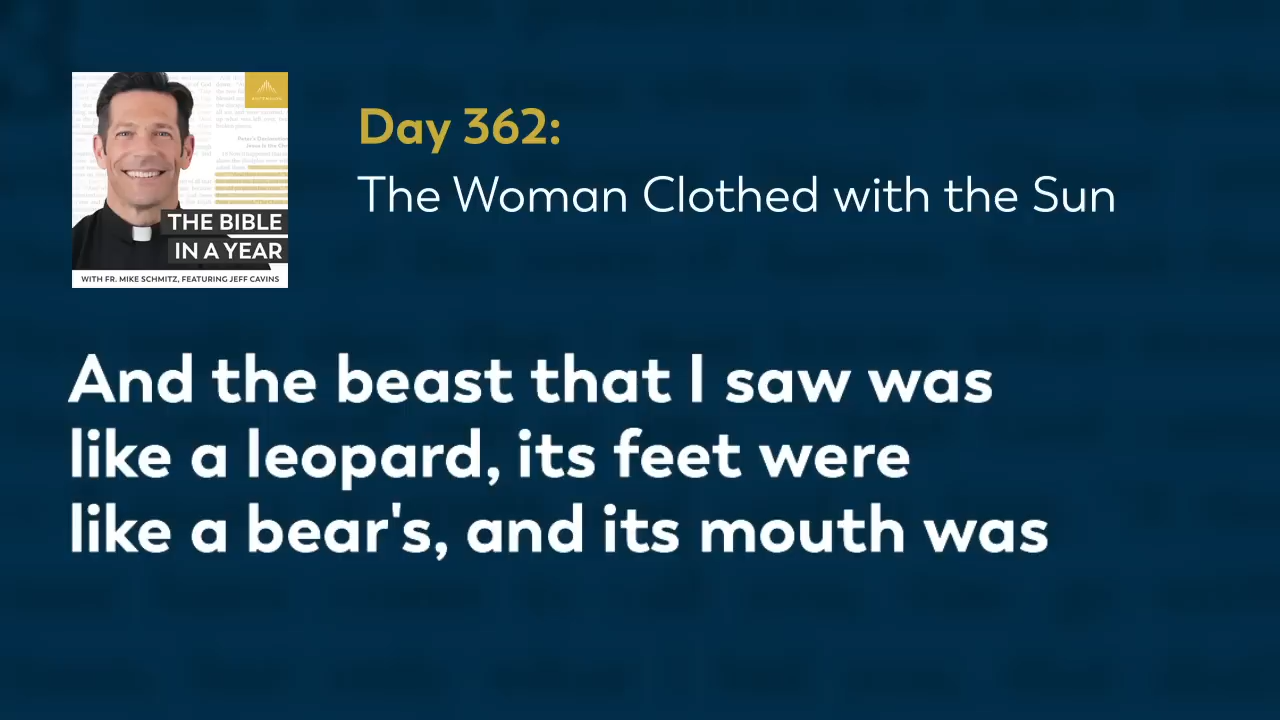 Day 362:
The Woman Clothed with the Sun
THE BIBLE
IN A YEAR
WITH FR. MIKE SCHMITZ, FEATURING JEFF CAVINS
And the beast that I saw was
like a leopard, its feet were
like a bear's, and its mouth was